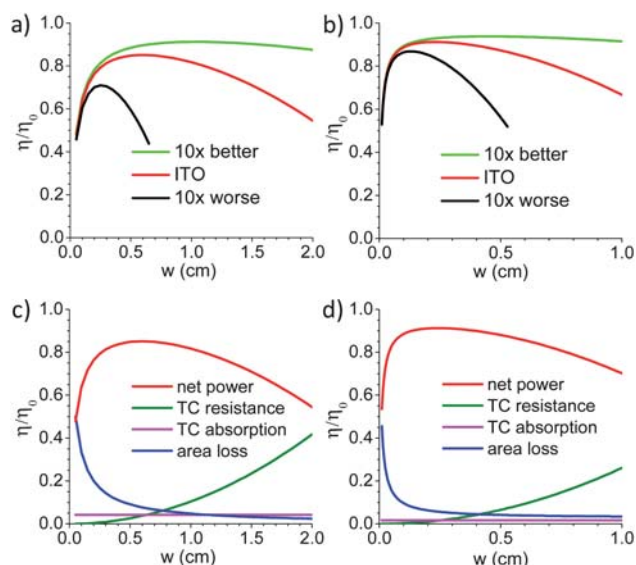 a)
η/η0
1.0
0.8
0.6
0.4
0.2
0.0
10x better
ITO
10x worse
0.0 0.5 1.0 1.5 2.0
w (cm)
b)
η/η0
1.0
0.8
0.6
0.4
0.2
0.0
10x better
ITO
10x worse
0.0 0.5 1.0
w (cm)
c)
η/η0
1.0
0.8
0.6
0.4
0.2
0.0
net power
TC resistance
TC absorption
area loss
0.0 0.5 1.0 1.5 2.0
w (cm)
d)
η/η0
1.0
0.8
0.6
0.4
0.2
0.0
net power
TC resistance
TC absorption
area loss
0.0 0.5 1.0
w (cm)